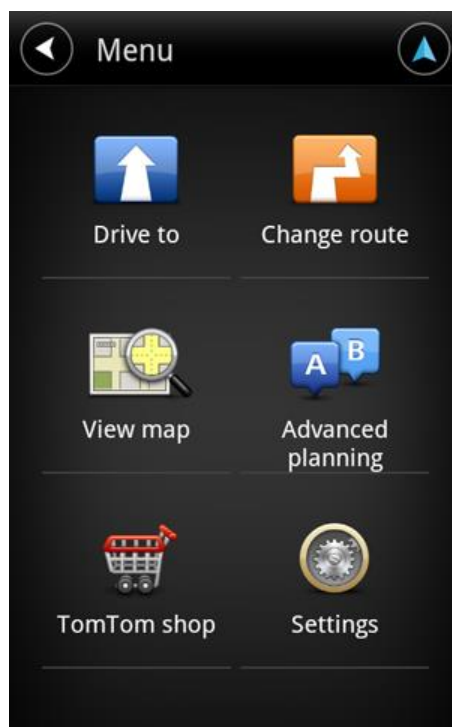 Menu
Drive to
Change route
A
B
View map
Advanced
planning
TomTom shop
Settings